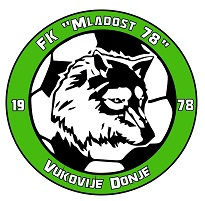 FK "Mladost 78"
19 78
Vukovije Donje